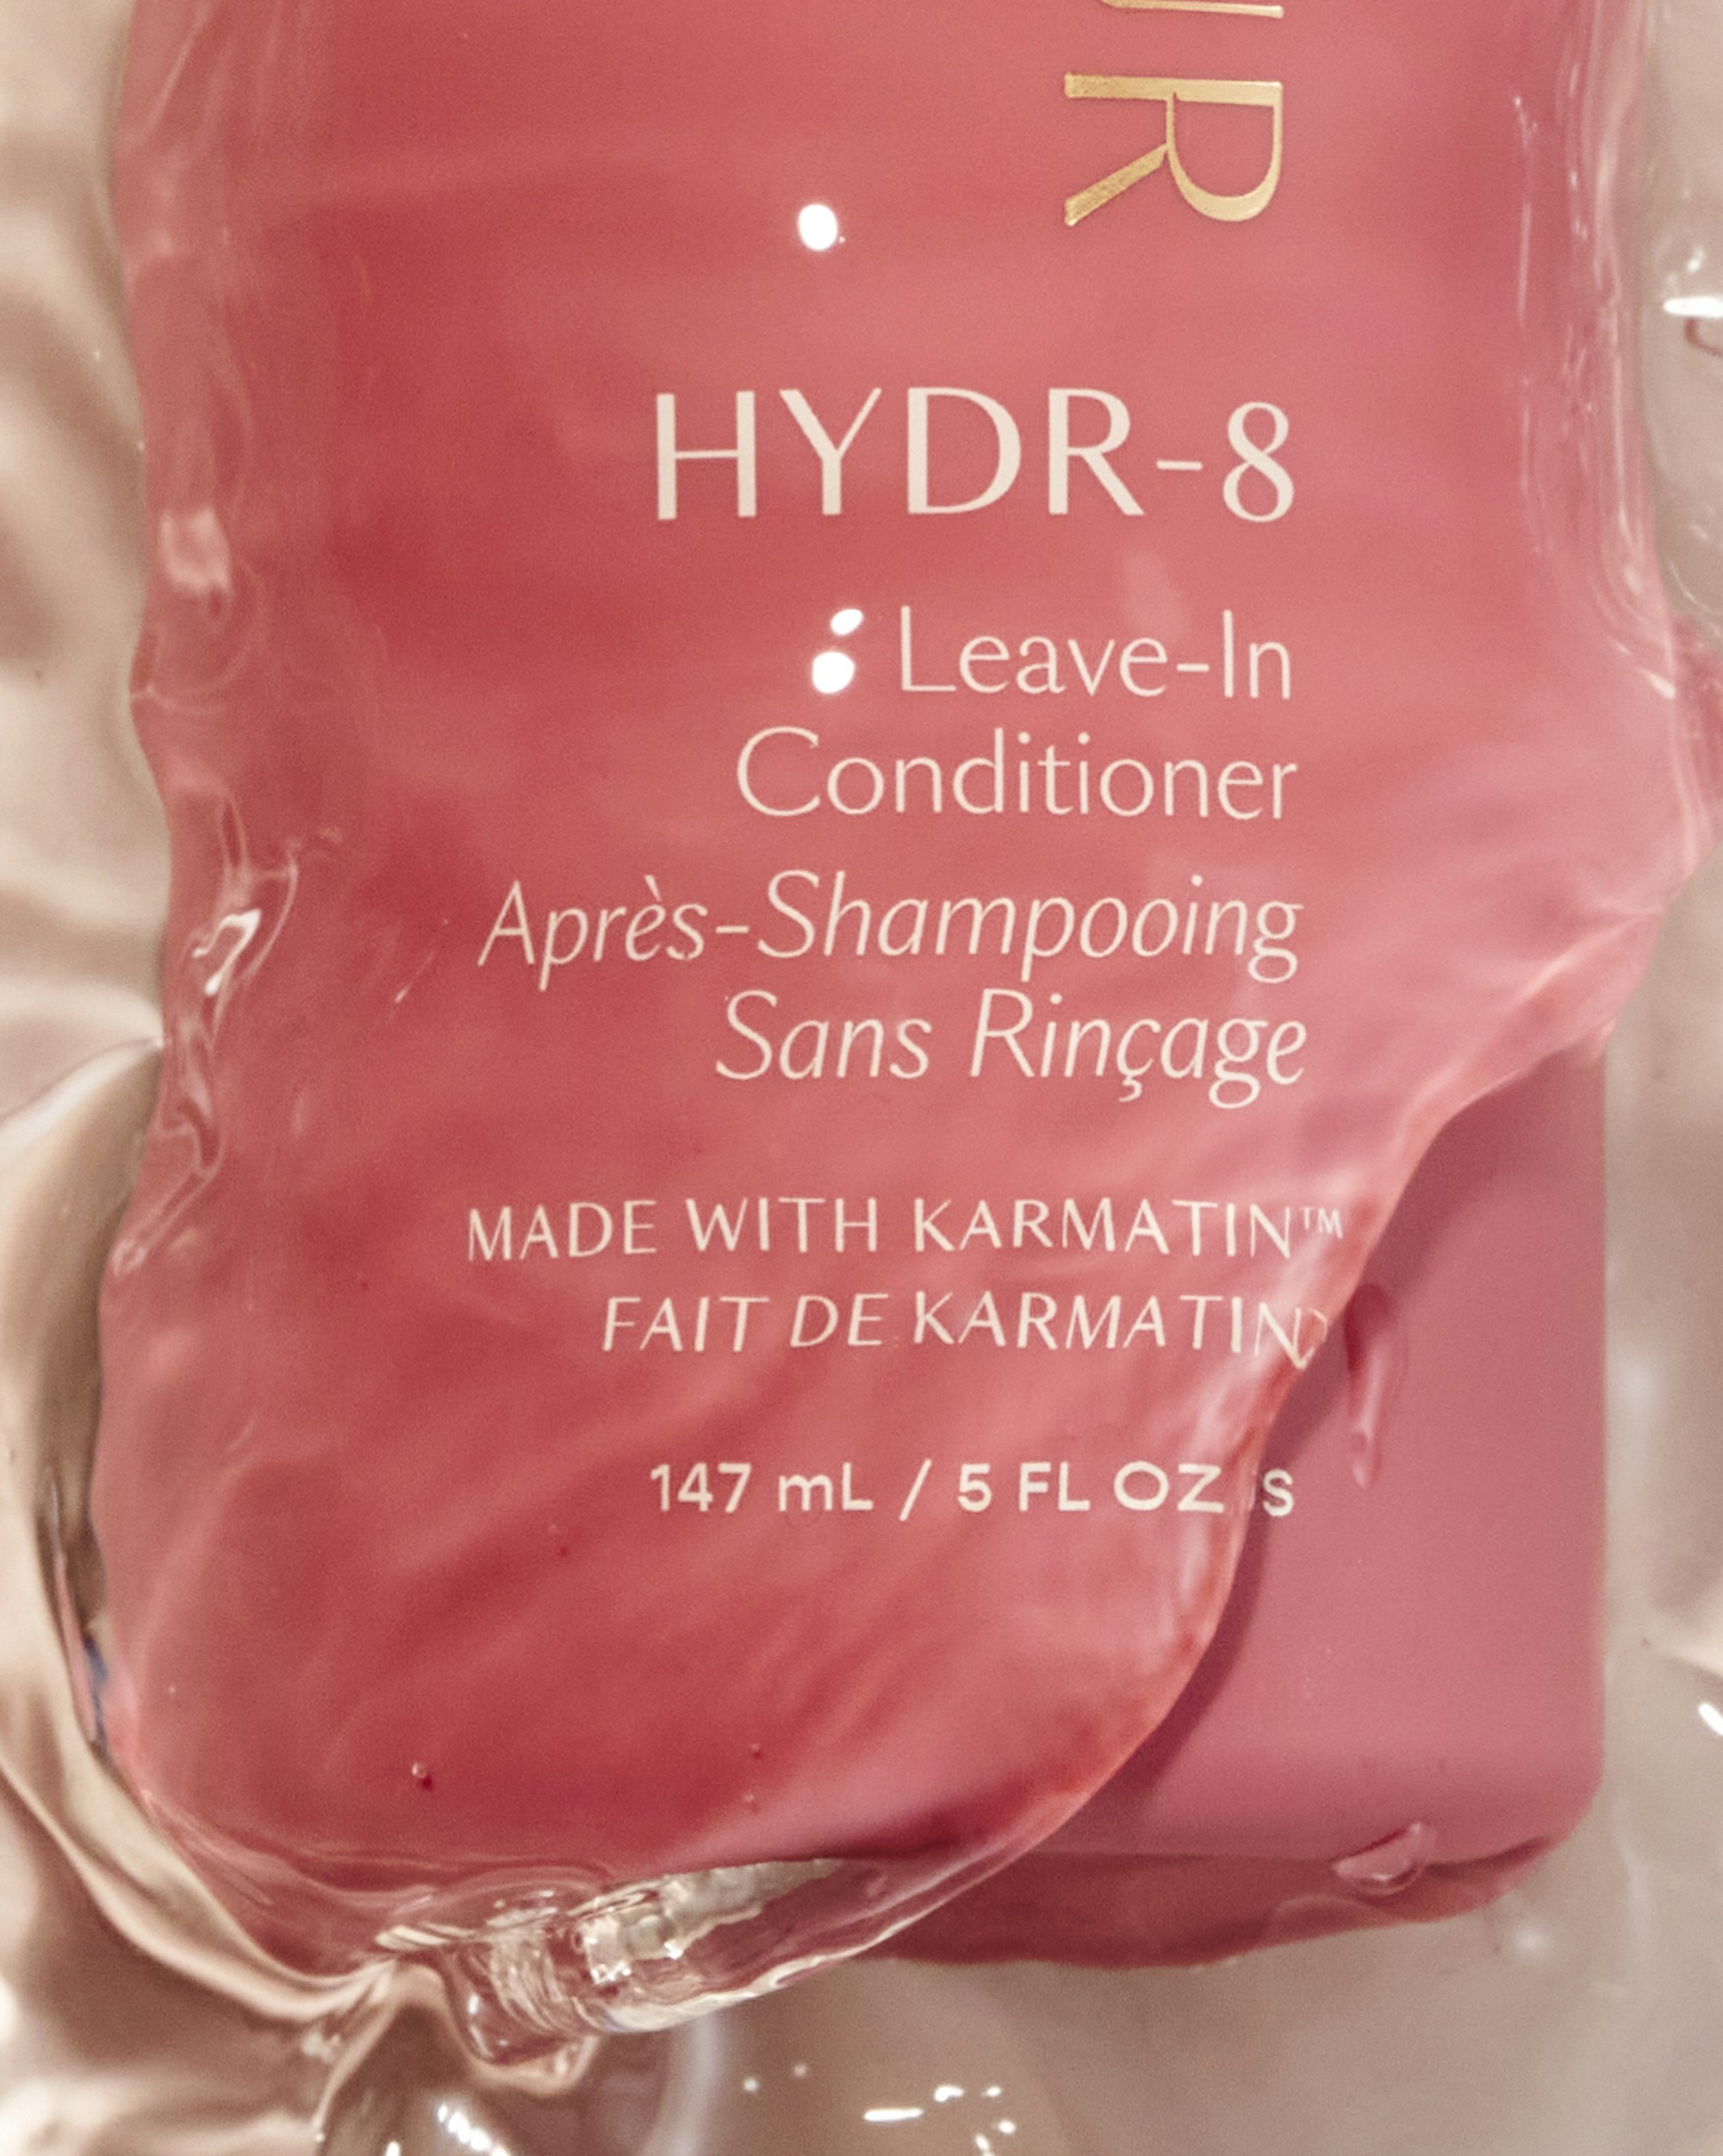 UR
HYDR-8
Leave-In
Conditioner
Après-Shampooing
Sans Rinçage
MADE WITH KARMATIN™
FAIT DE KARMATIN
147 mL / 5 FL OZ S